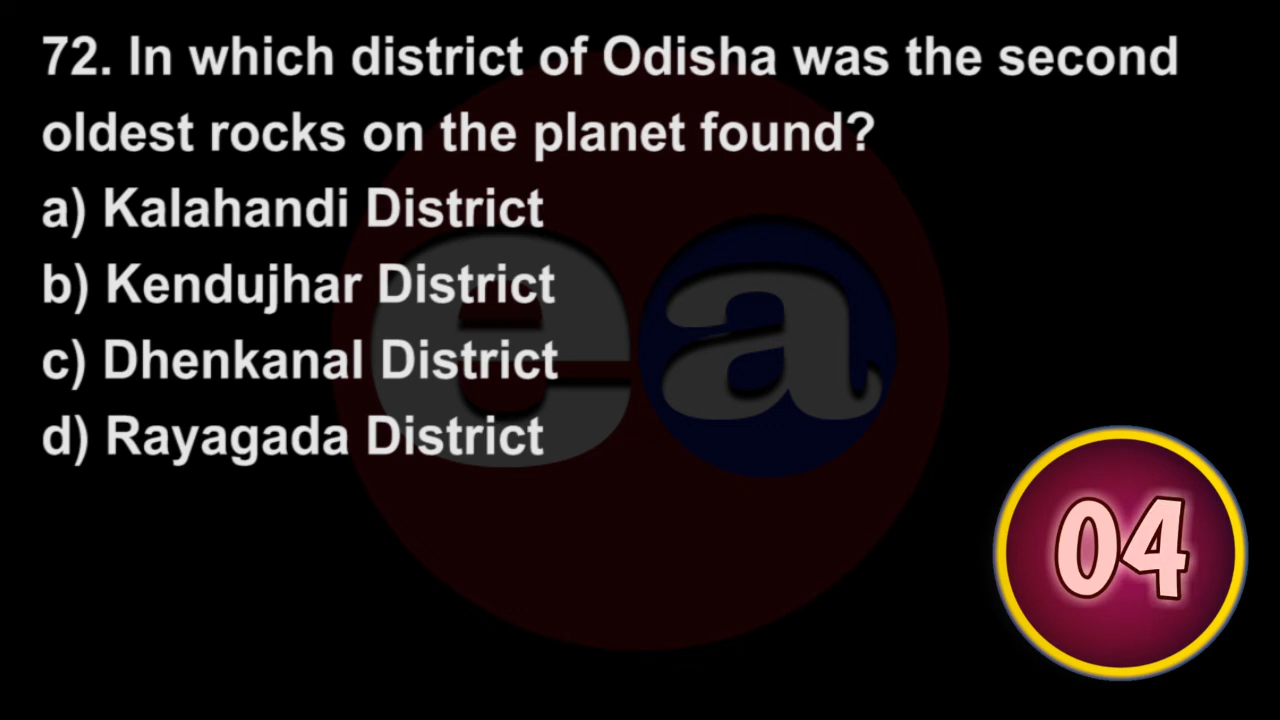 72. In which district of Odisha was the second
oldest rocks on the planet found?
a) Kalahandi District
b) Kendujhar District
c) Dhenkanal District
d) Rayagada District
ea
04